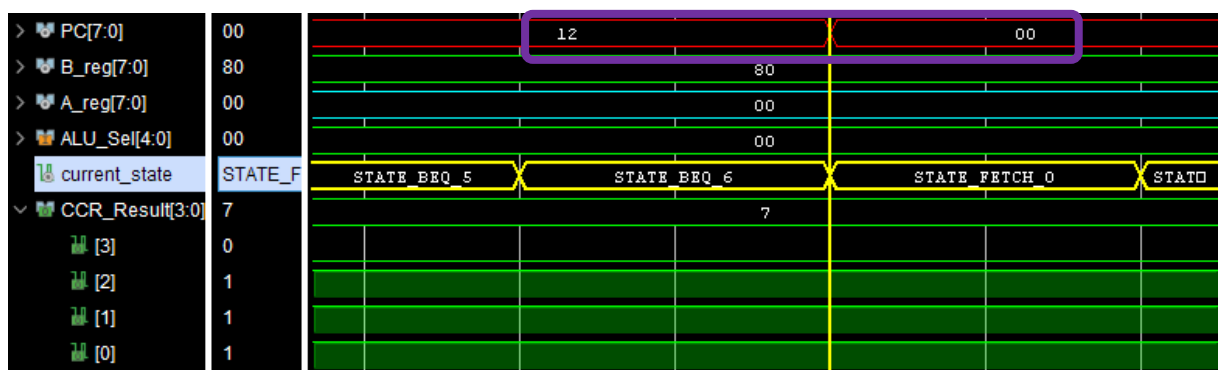 PC[7:0] 00 12 00
B_reg[7:0] 80 80
A_reg[7:0] 00 00
ALU_Sel[4:0] 00 00
current_state STATE_F STATE_BEQ_5 STATE_BEQ_6 STATE_FETCH_0 STAT
CCR_Result[3:0] 7 7
[3] 0
[2] 1
[1] 1
[0] 1